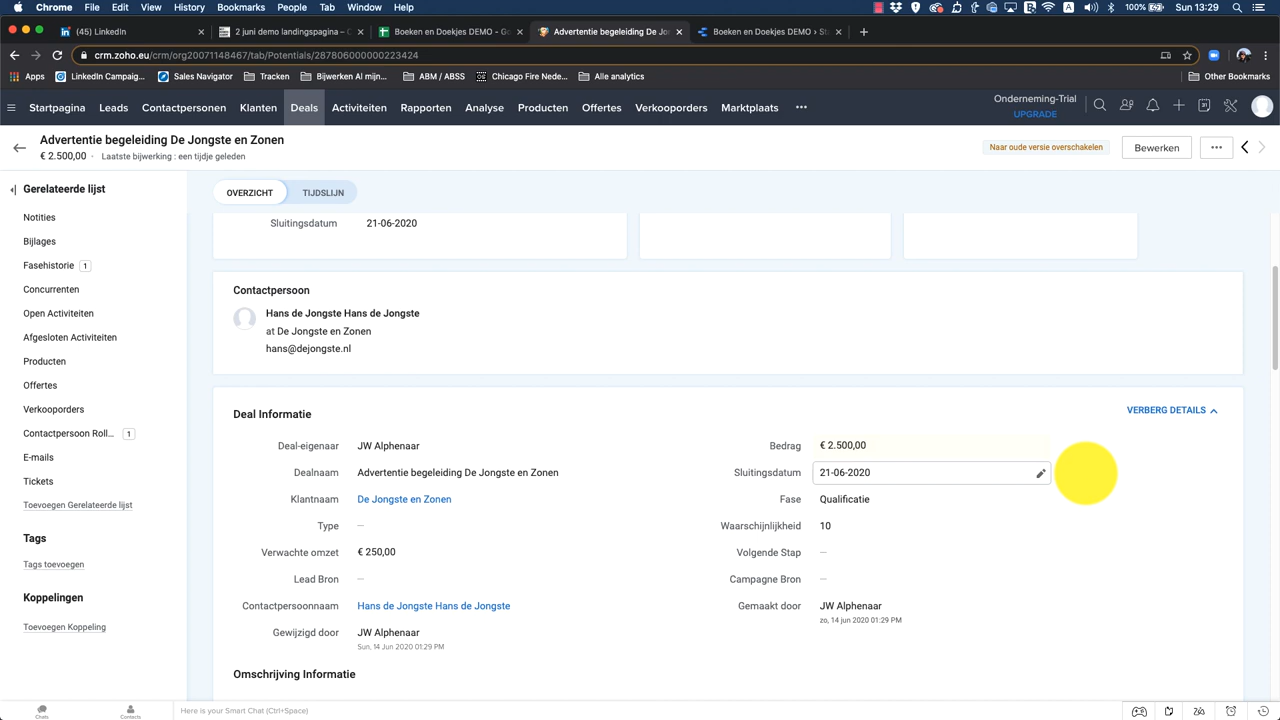 Chrome File Edit View History Bookmarks People Tab Window Help
100%
(45) LinkedIn
2 juni demo landingspagina – C
Boeken en Doekjes DEMO - Go
Advertentie begeleiding De Jon
Boeken en Doekjes DEMO › St
crm.zoho.eu/crm/org20071148467/tab/Potentials/287806000000223424
Apps LinkedIn Campaig... Sales Navigator Tracken Bijwerken Al mijn... ABM / ABSS Chicago Fire Nede... All analytics Other Bookmarks
Startpagina Leads Contactpersonen Klanten Deals Activiteiten Rapporten Analyse Producten Offertes Verkooporders Marktplaats
Onderneming-Trial
UPGRADE
Advertentie begeleiding De Jongste en Zonen
€ 2.500,00 · Laatste bijwerking : een tijdje geleden
Naar oude versie overschakelen
Bewerken
Gerelateerde lijst
Notities
Bijlages
Fasehistorie 1
Concurrenten
Open Activiteiten
Afgesloten Activiteiten
Producten
Offertes
Verkooporders
Contactpersoon Roll... 1
E-mails
Tickets
Toevoegen Gerelateerde lijst
Tags
Tags toevoegen
Koppelingen
Toevoegen Koppeling
OVERZICHT TIJDSLIJN
Sluitingsdatum 21-06-2020
Contactpersoon
Hans de Jongste Hans de Jongste
at De Jongste en Zonen
hans@dejongste.nl
Deal Informatie
VERBERG DETAILS
Deal-eigenaar JW Alphenaar
Bedrag € 2.500,00
Dealnaam Advertentie begeleiding De Jongste en Zonen
Sluitingsdatum 21-06-2020
Klantnaam De Jongste en Zonen
Fase Qualificatie
Type —
Waarschijnlijkheid 10
Verwachte omzet € 250,00
Volgende Stap —
Lead Bron —
Campagne Bron —
Contactpersoonnaam Hans de Jongste Hans de Jongste
Gemaakt door JW Alphenaar
zo, 14 jun 2020 01:29 PM
Gewijzigd door JW Alphenaar
Sun, 14 Jun 2020 01:29 PM
Omschrijving Informatie
Chats
Contacts
Here is your Smart Chat (Ctrl+Space)